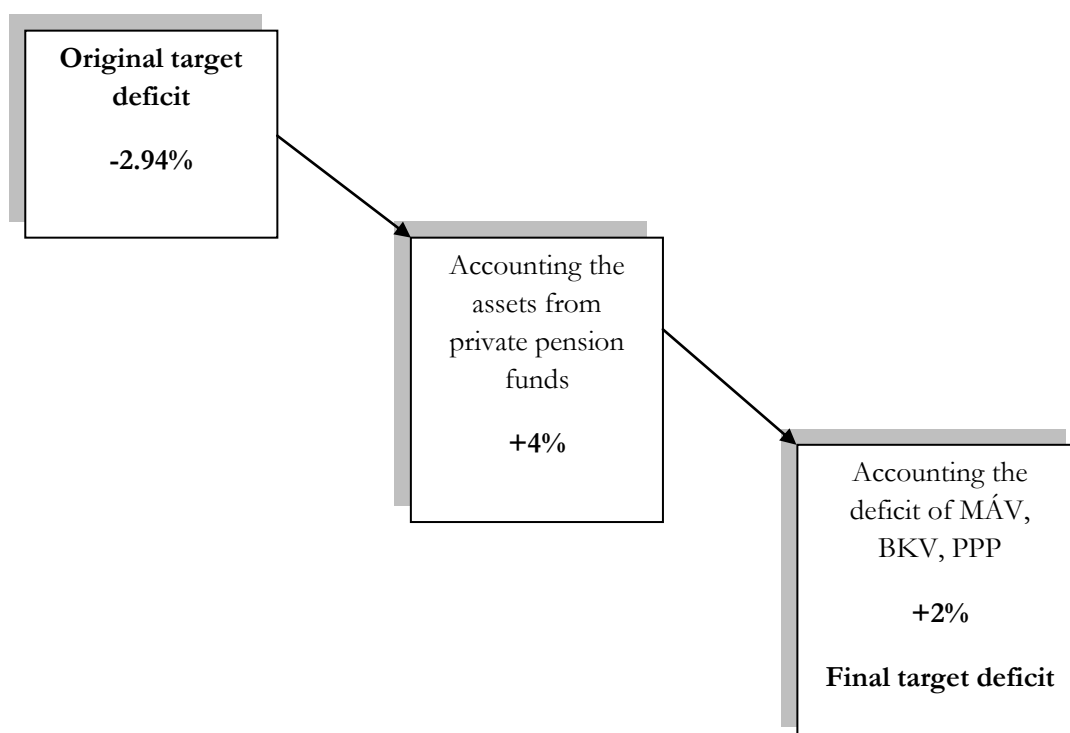 Original target
deficit
-2.94%
Accounting the
assets from
private pension
funds
+4%
Accounting the
deficit of MÁV,
BKV, PPP
+2%
Final target deficit